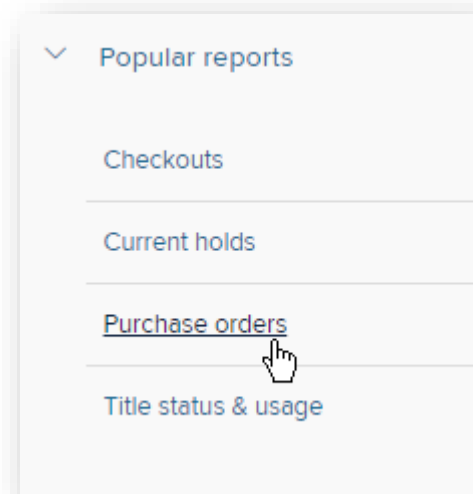 Popular reports
Checkouts
Current holds
Purchase orders
Title status & usage